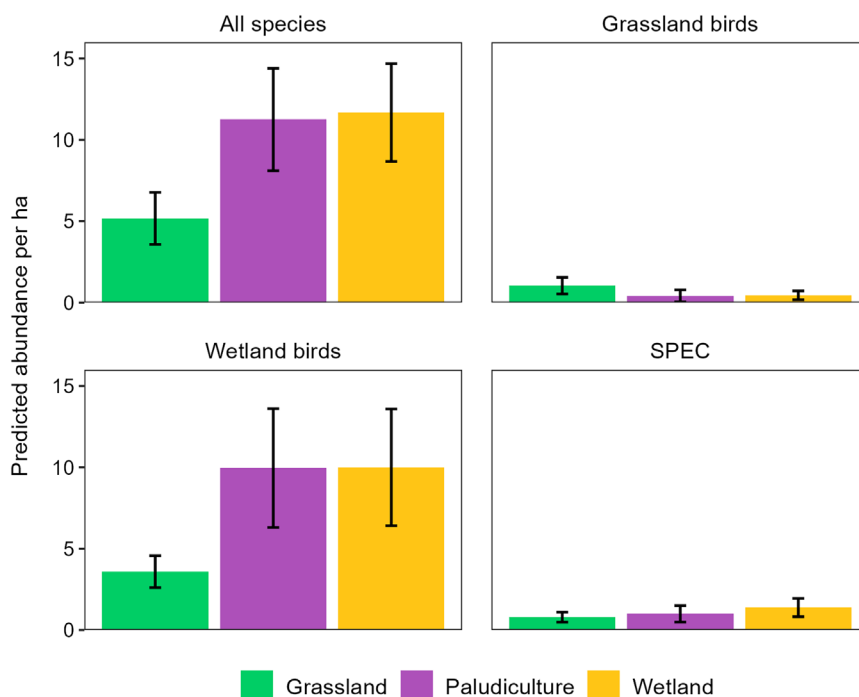 All species
Grassland birds
15
10
5
0
Wetland birds
SPEC
15
10
5
0
Predicted abundance per ha
Grassland
Paludiculture
Wetland